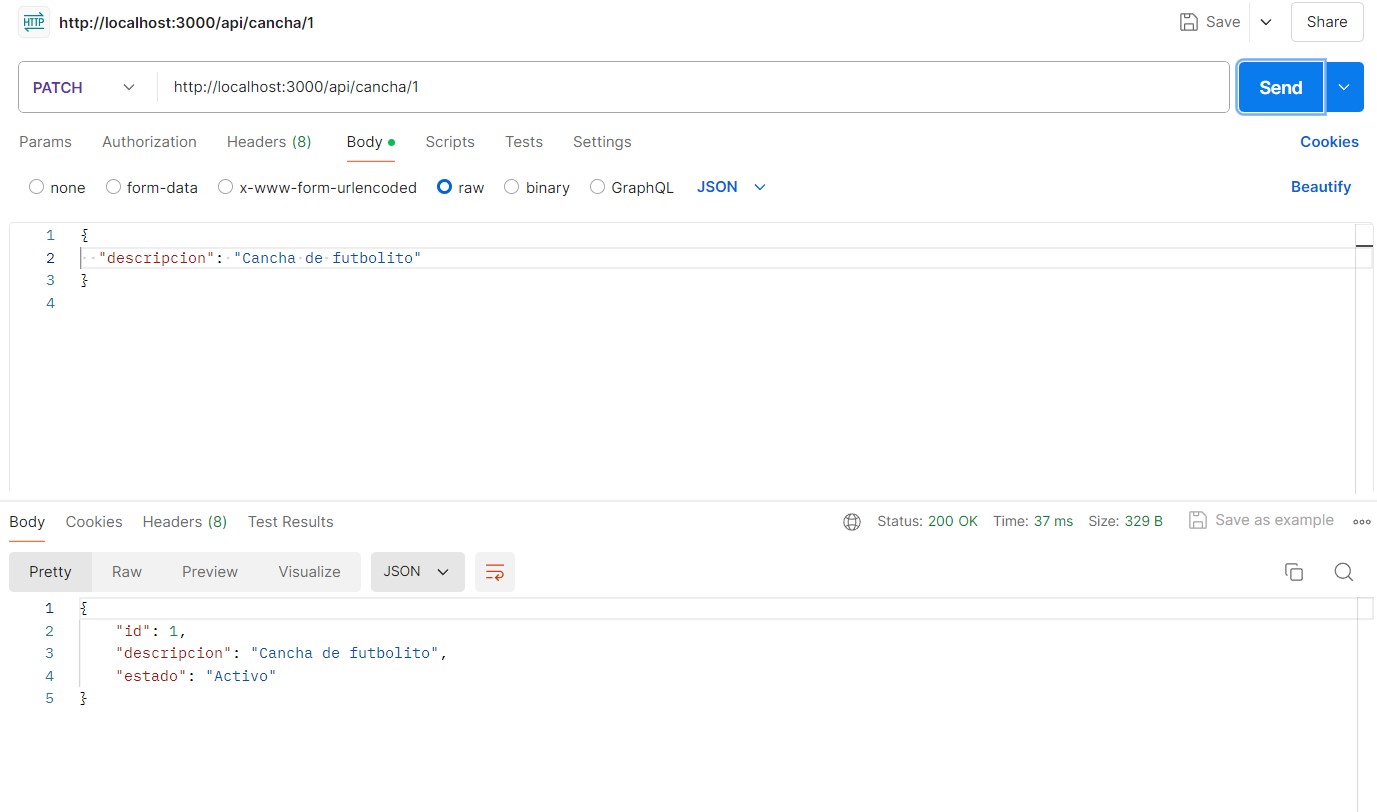 HTTP http://localhost:3000/api/cancha/1 Save Share
PATCH http://localhost:3000/api/cancha/1 Send
Params Authorization Headers (8) Body Scripts Tests Settings Cookies
none form-data x-www-form-urlencoded raw binary GraphQL JSON Beautify
1 {
2 "descripcion": "Cancha de futbolito"
3 }
4
Body Cookies Headers (8) Test Results Status: 200 OK Time: 37 ms Size: 329 B Save as example
Pretty Raw Preview Visualize JSON
1 {
2 "id": 1,
3 "descripcion": "Cancha de futbolito",
4 "estado": "Activo"
5 }